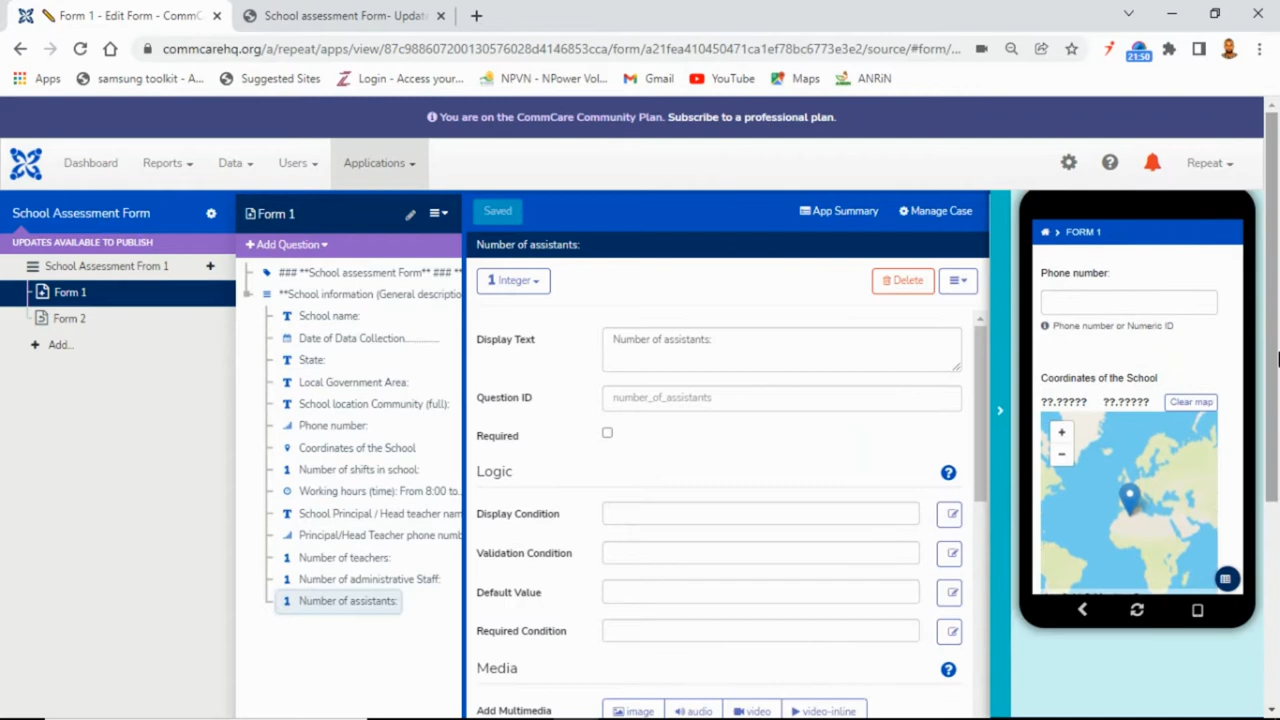 Form 1 - Edit Form - CommC
School assessment Form- Updat
commcarehq.org/a/repeat/apps/view/87c988607200130576028d4146853cca/form/a21fea410450471ca1ef78bc6773e3e2/source/#form/...
21:50
Apps
samsung toolkit - A...
Suggested Sites
Login - Access your...
NPVN - NPower Vol...
Gmail
YouTube
Maps
ANRiN
You are on the CommCare Community Plan. Subscribe to a professional plan.
Dashboard
Reports
Data
Users
Applications
Repeat
School Assessment Form
UPDATES AVAILABLE TO PUBLISH
School Assessment From 1
Form 1
Form 2
Add...
Form 1
Add Question
### **School assessment Form** ### **
**School information (General descriptio
School name:
Date of Data Collection...............
State:
Local Government Area:
School location Community (full):
Phone number:
Coordinates of the School
Number of shifts in school:
Working hours (time): From 8:00 to...
School Principal / Head teacher nam
Principal/Head Teacher phone numb
Number of teachers:
Number of administrative Staff:
Number of assistants:
Saved
App Summary
Manage Case
Number of assistants:
1 Integer
Delete
Display Text
Number of assistants:
Question ID
number_of_assistants
Required
Logic
Display Condition
Validation Condition
Default Value
Required Condition
Media
Add Multimedia
image
audio
video
video-inline
FORM 1
Phone number:
Phone number or Numeric ID
Coordinates of the School
??.?????
??.?????
Clear map
+
−